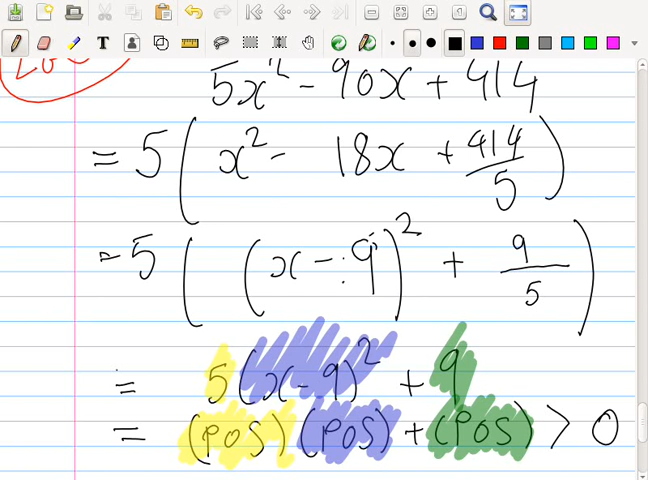 5x² - 90x + 414
= 5(x² - 18x + 414/5)
= 5((x - 9)² + 9/5)
= 5(x - 9)² + 9
= (POS)(POS) + (POS) > 0